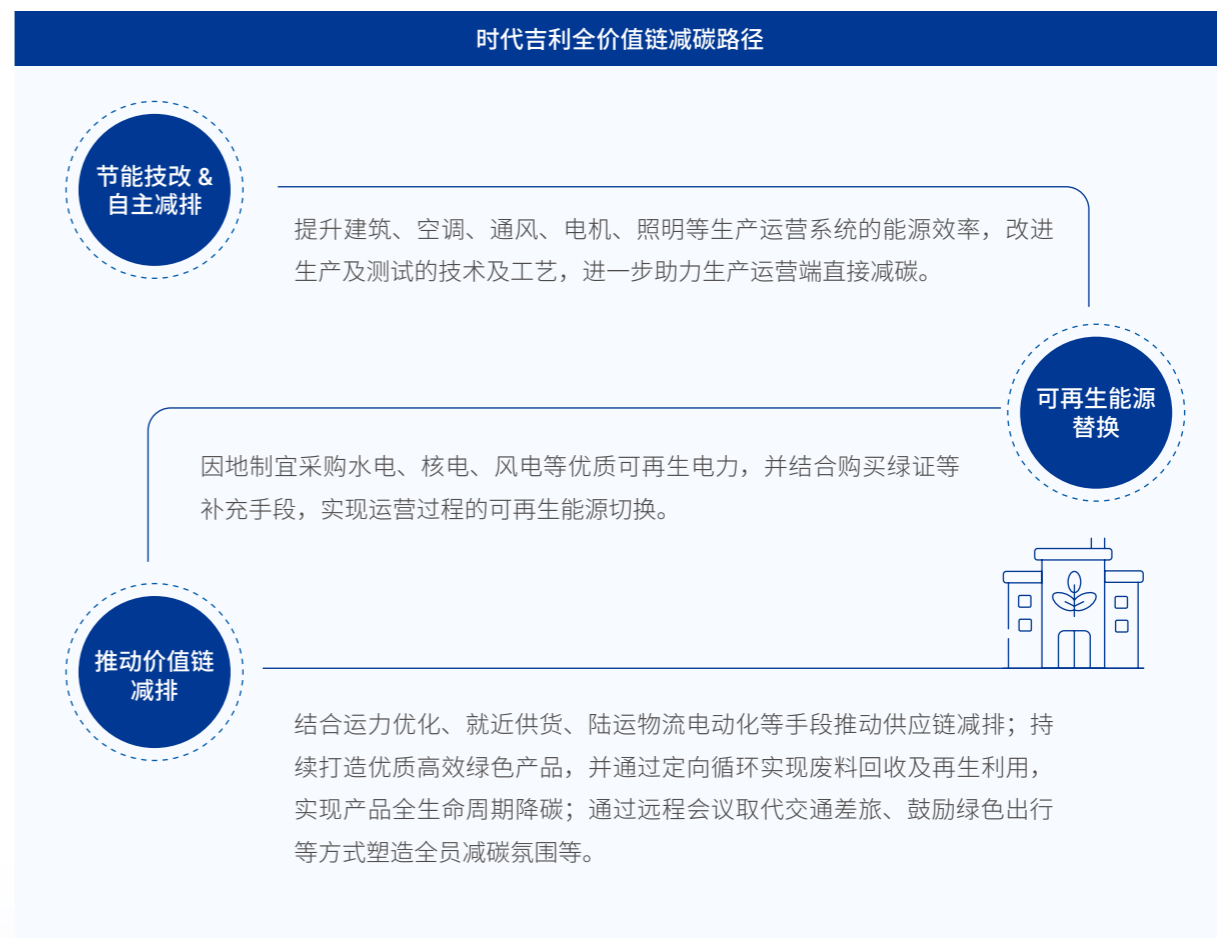 时代吉利全价值链减碳路径
节能技改 &
自主减排
提升建筑、空调、通风、电机、照明等生产运营系统的能源效率，改进
生产及测试的技术及工艺，进一步助力生产运营端直接减碳。
可再生能源
替换
因地制宜采购水电、核电、风电等优质可再生电力，并结合购买绿证等
补充手段，实现运营过程的可再生能源切换。
推动价值链
减排
结合运力优化、就近供货、陆运物流电动化等手段推动供应链减排；持
续打造优质高效绿色产品，并通过定向循环实现废料回收及再生利用，
实现产品全生命周期降碳；通过远程会议取代交通差旅、鼓励绿色出行
等方式塑造全员减碳氛围等。